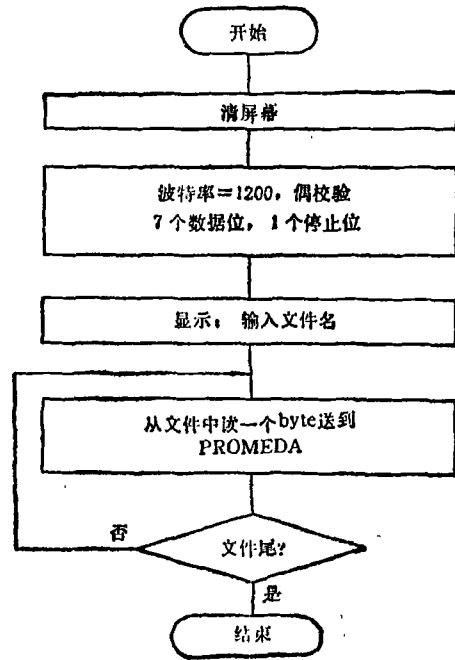 开始
清屏幕
波特率=1200，偶校验
7个数据位，1个停止位
显示：输入文件名
从文件中读一个byte送到
PROMEDA
否
文件尾?
是
结束